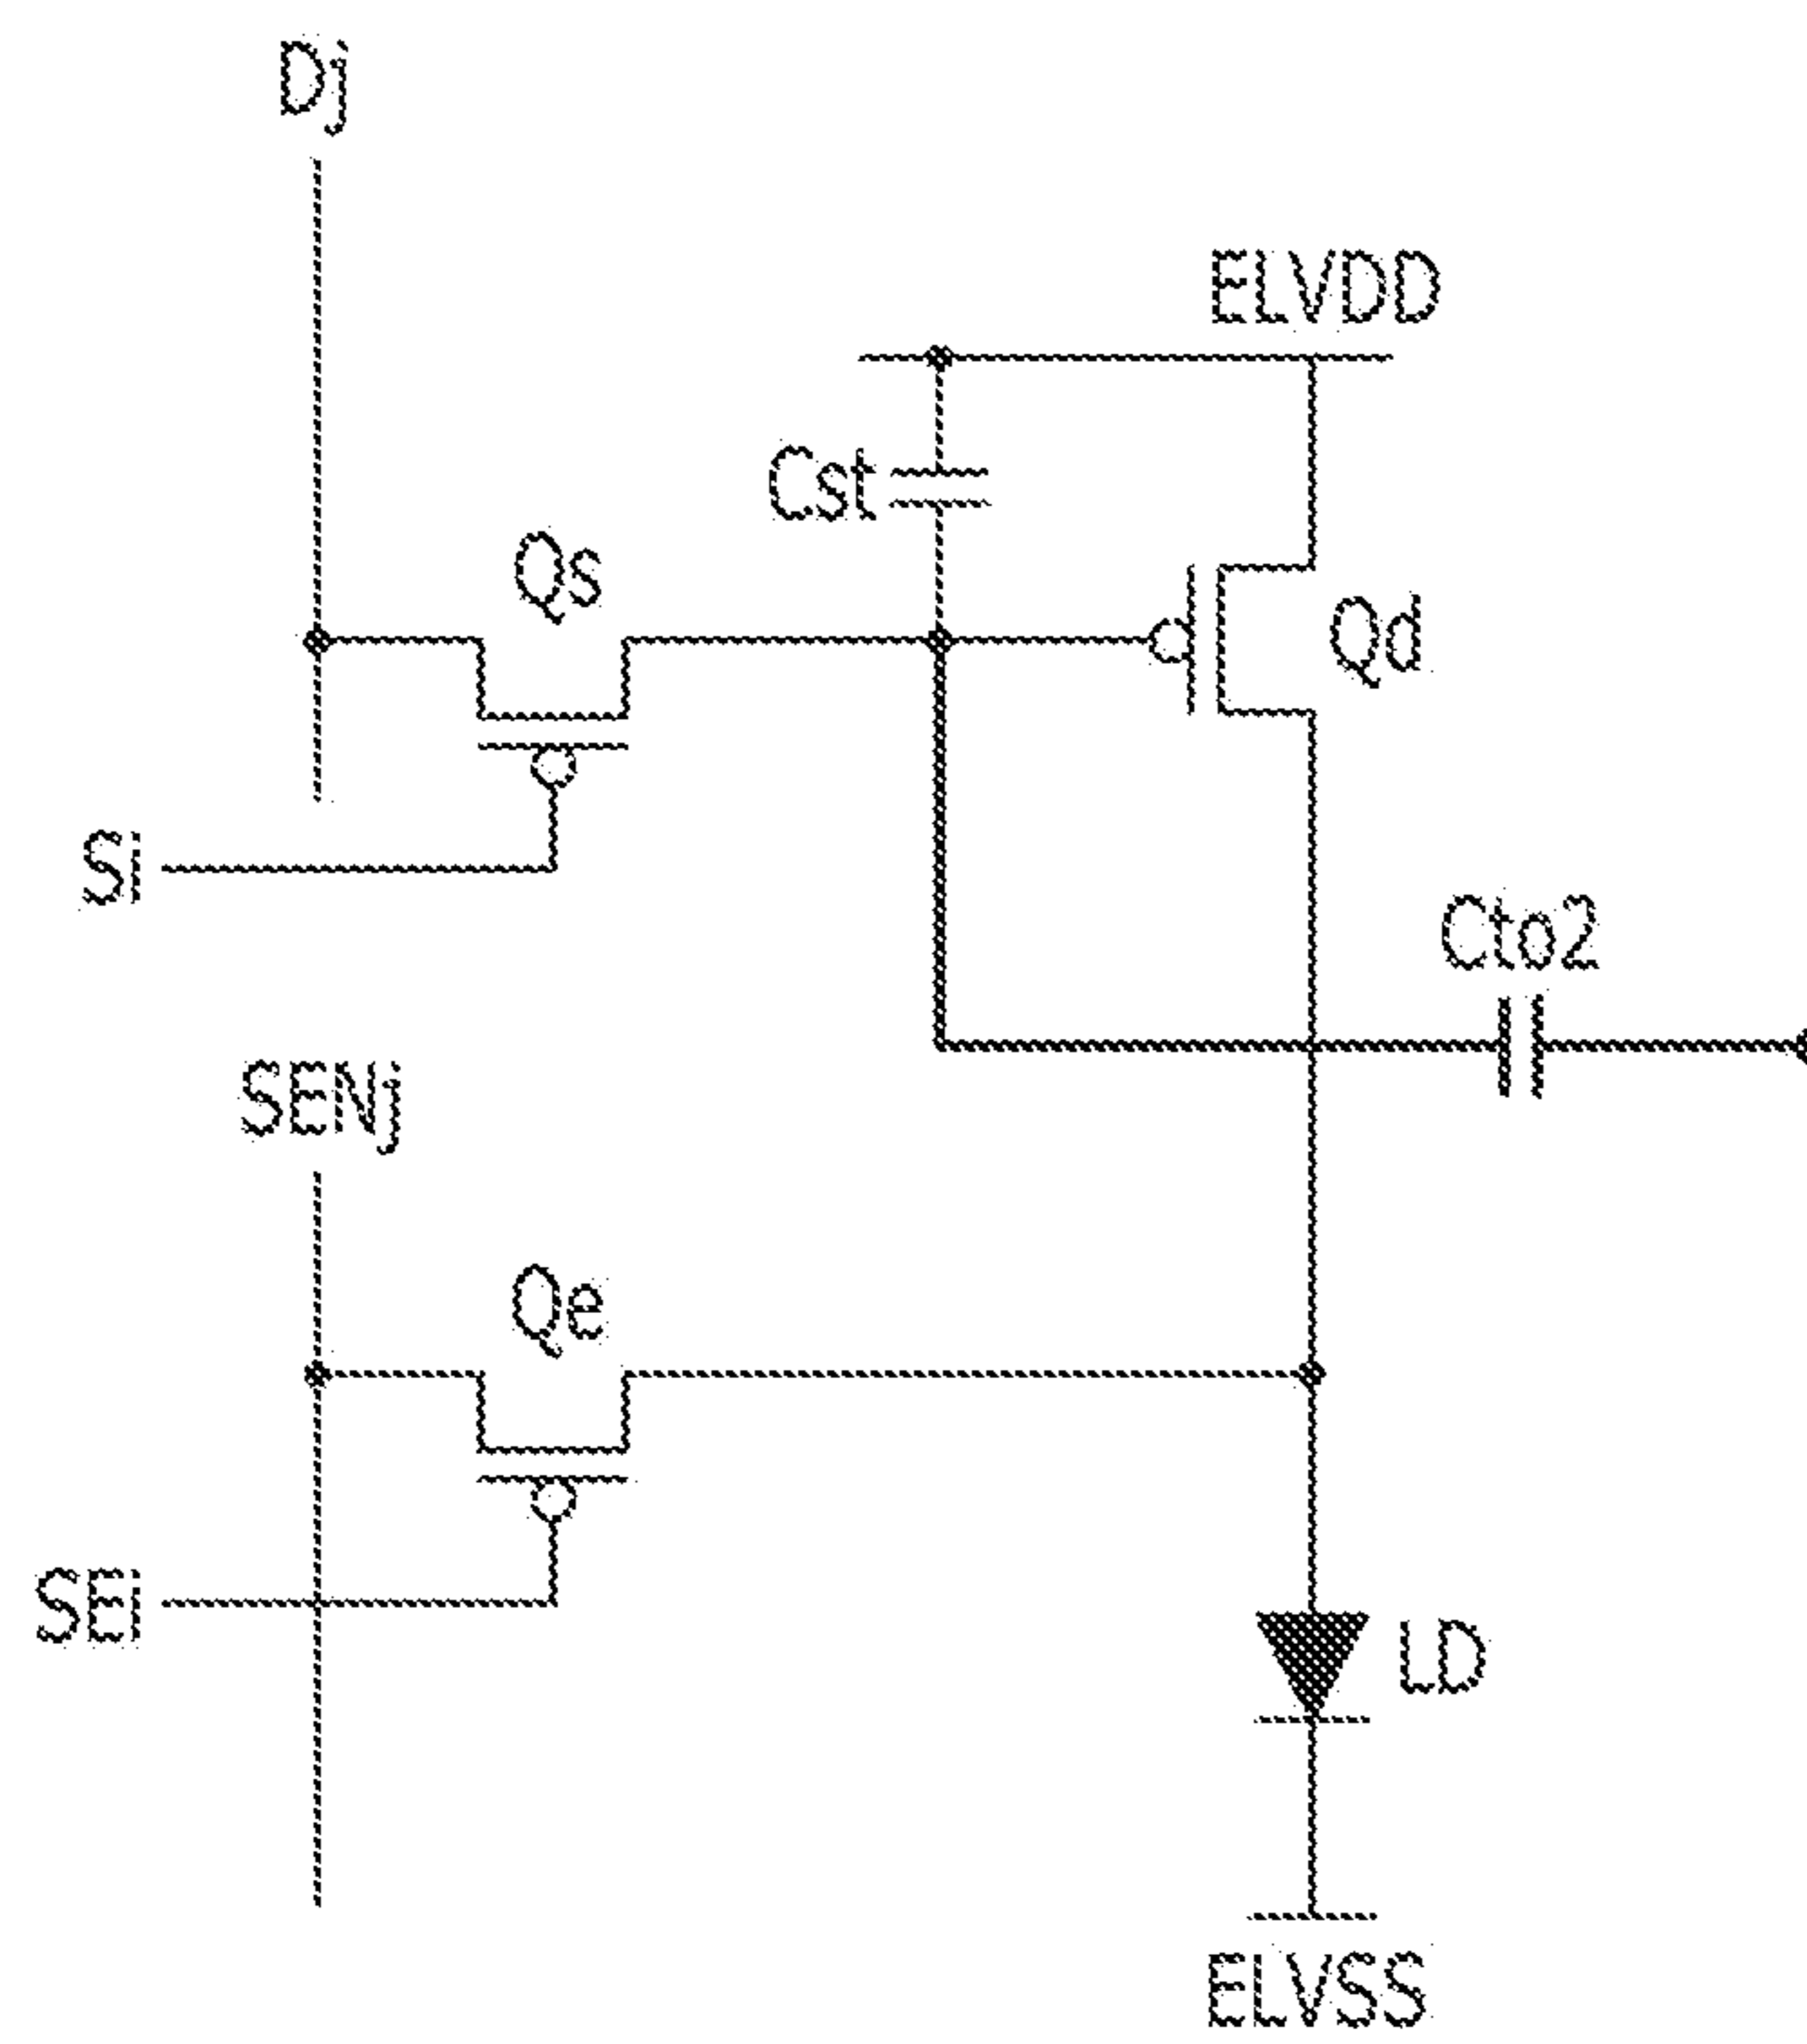 Dj
ELVDD
Cst
Qs
Qd
Si
Cto2
SENj
Qe
SEi
LD
ELVSS